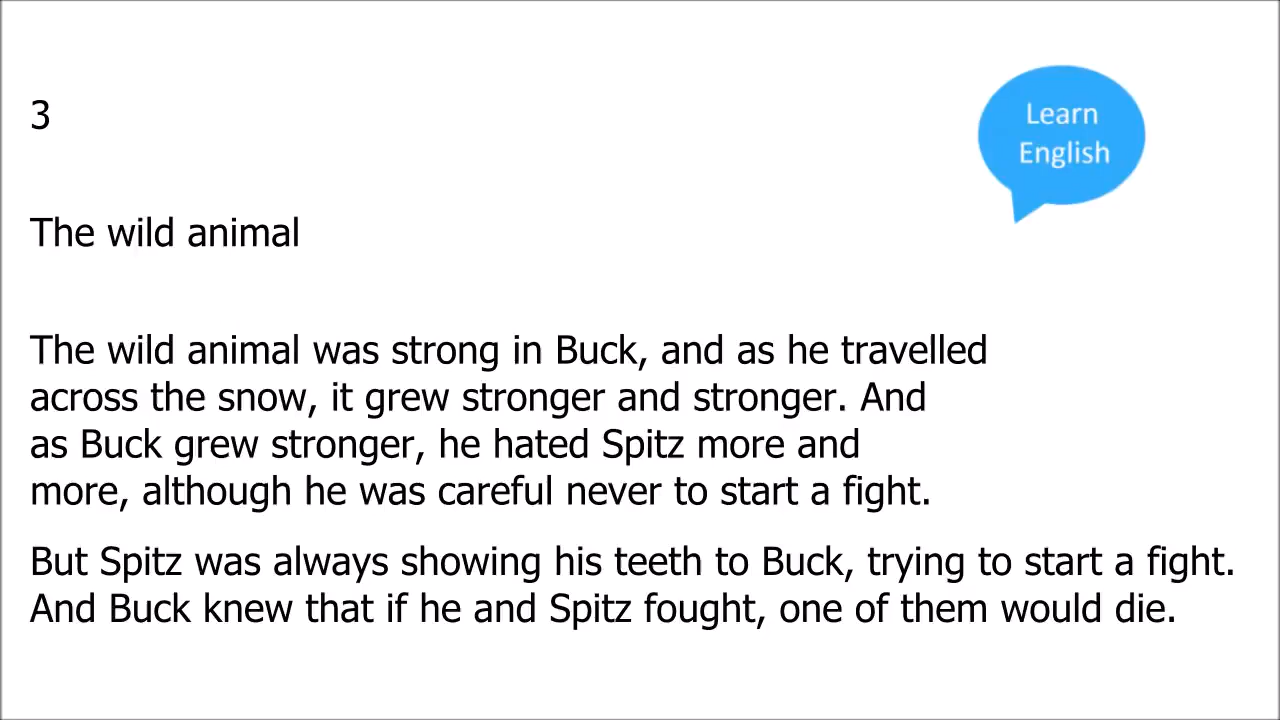 3
Learn
English
The wild animal
The wild animal was strong in Buck, and as he travelled
across the snow, it grew stronger and stronger. And
as Buck grew stronger, he hated Spitz more and
more, although he was careful never to start a fight.
But Spitz was always showing his teeth to Buck, trying to start a fight.
And Buck knew that if he and Spitz fought, one of them would die.